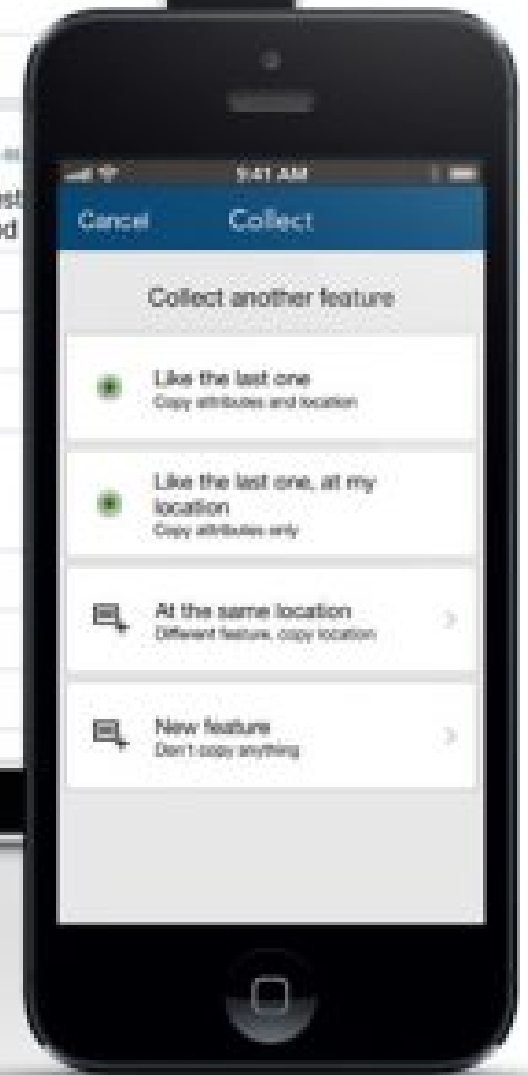 9:41 AM
Cancel Collect
Collect another feature
Like the last one
Copy attributes and location
Like the last one, at my
location
Copy attributes only
At the same location
Different feature, copy location
New feature
Don't copy anything